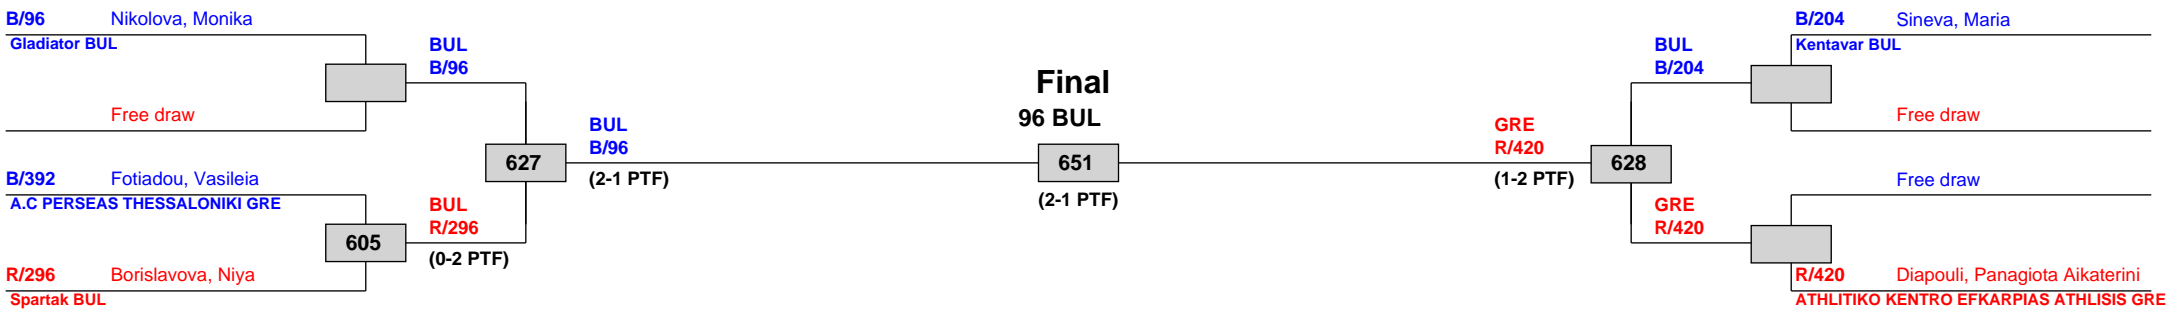 B/96 Nikolova, Monika
Gladiator BUL
Free draw
BUL
B/96
B/392 Fotiadou, Vasileia
A.C PERSEAS THESSALONIKI GRE
605
R/296 Borislavova, Niya
Spartak BUL
BUL
R/296
(0-2 PTF)
627
BUL
B/96
(2-1 PTF)
Final
96 BUL
651
(2-1 PTF)
GRE
R/420
(1-2 PTF)
628
BUL
B/204
GRE
R/420
B/204 Sineva, Maria
Kentavar BUL
Free draw
Free draw
R/420 Diapouli, Panagiota Aikaterini
ATHLITIKO KENTRO EFKARPIAS ATHLISIS GRE